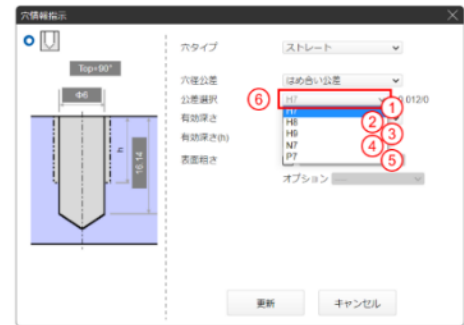 穴情報指示
Top=90°
Φ6
h
16.14
穴タイプ
ストレート
穴径公差
はめ合い公差
公差選択
⑥
H7
0.012/0
有効深さ
有効深さ(h)
表面粗さ
H7
①
H8
②
H9
③
N7
④
P7
⑤
オプション
更新
キャンセル